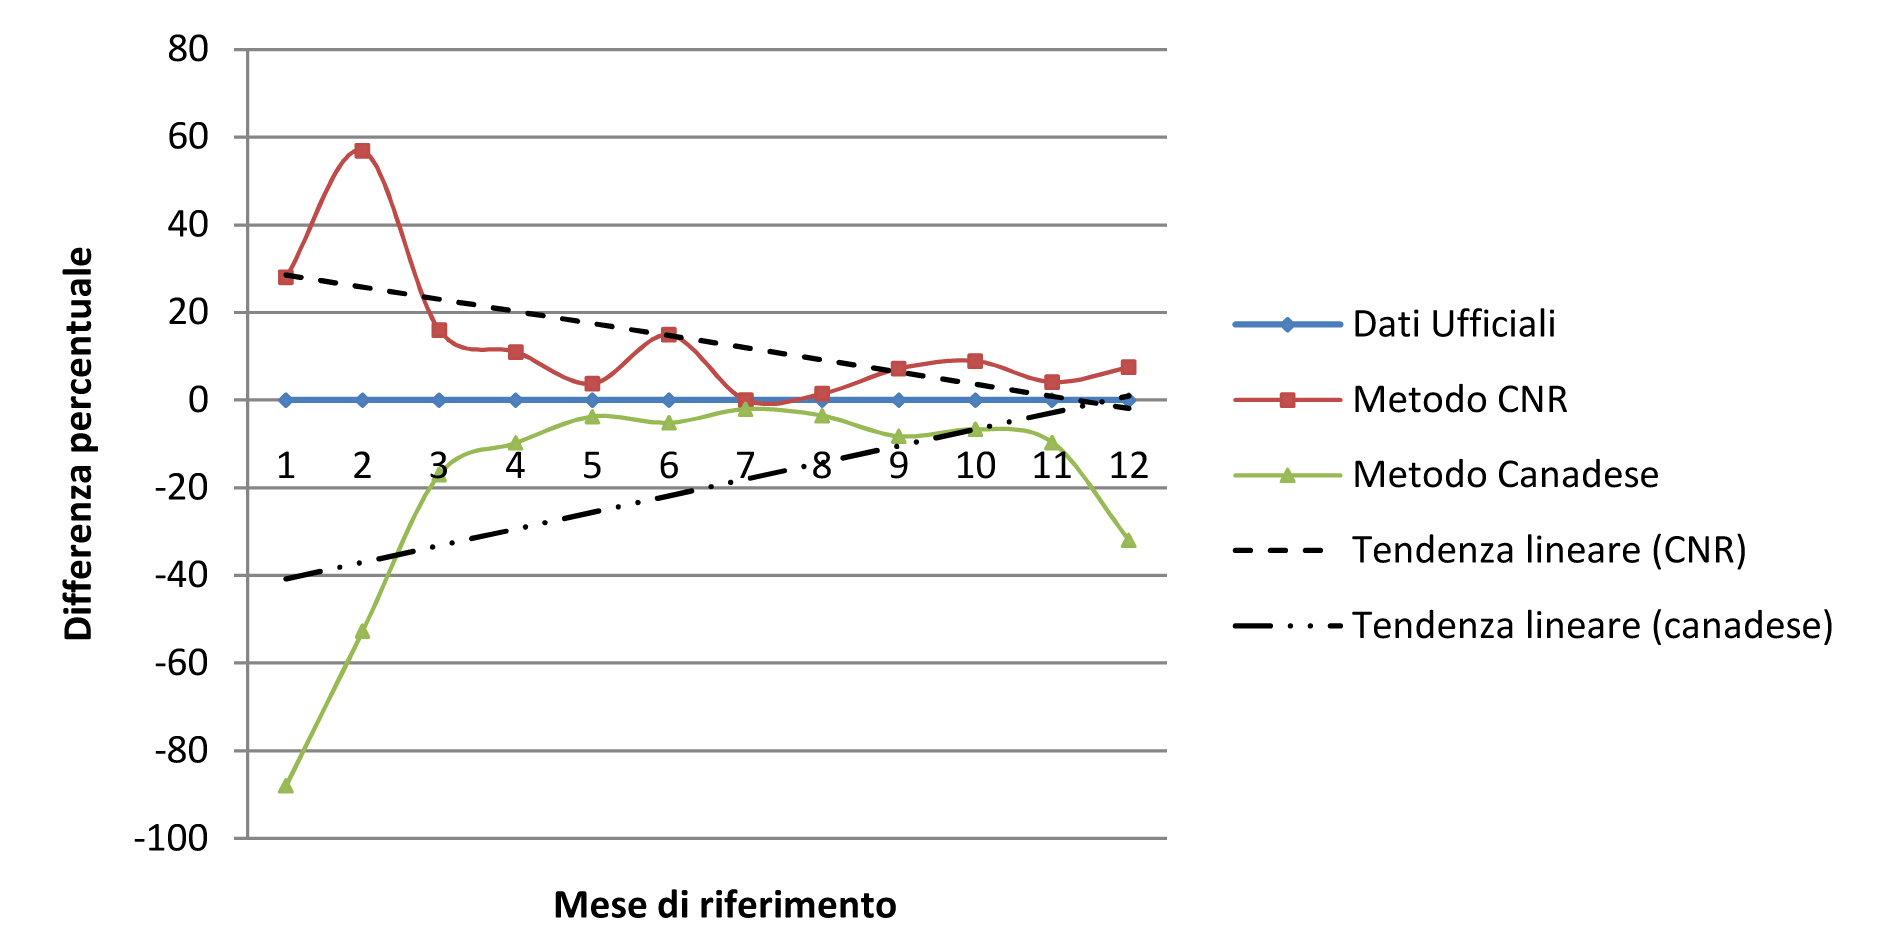 80
60
40
20
0
-20
-40
-60
-80
-100
Differenza percentuale
1 2 3 4 5 6 7 8 9 10 11 12
Mese di riferimento
Dati Ufficiali
Metodo CNR
Metodo Canadese
Tendenza lineare (CNR)
Tendenza lineare (canadese)